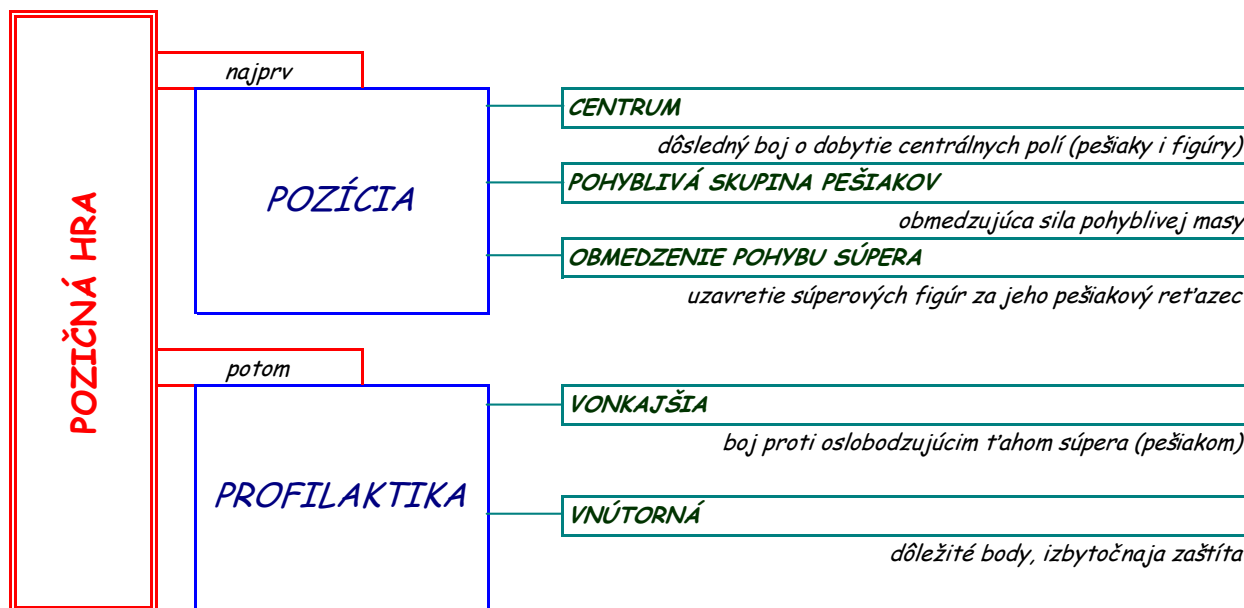 POZIČNÁ HRA
najprv
POZÍCIA
CENTRUM
dôsledný boj o dobytie centrálnych polí (pešiaky i figúry)
POHYBLIVÁ SKUPINA PEŠIAKOV
obmedzujúca sila pohyblivej masy
OBMEDZENIE POHYBU SÚPERA
uzavretie súperových figúr za jeho pešiakový reťazec
potom
PROFILAKTIKA
VONKAJŠIA
boj proti oslobodzujúcim ťahom súpera (pešiakom)
VNÚTORNÁ
dôležité body, izbytočnaja zaštíta